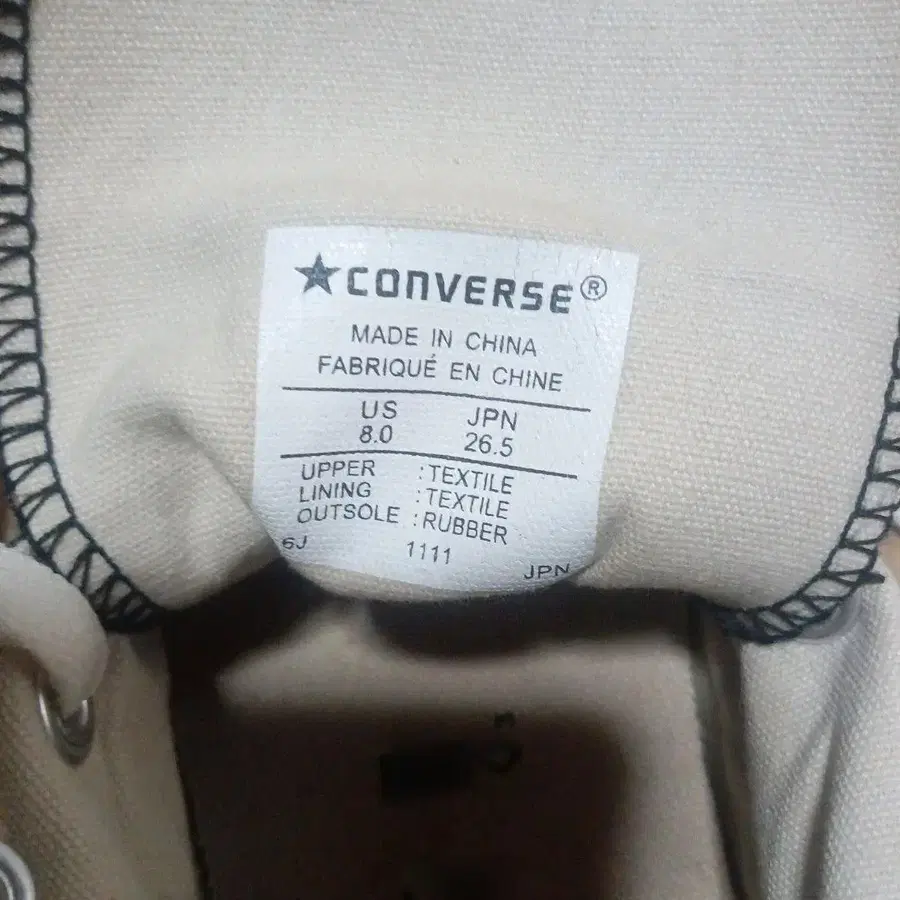 ★CONVERSE®
MADE IN CHINA
FABRIQUÉ EN CHINE
US JPN
8.0 26.5
UPPER :TEXTILE
LINING :TEXTILE
OUTSOLE :RUBBER
6J 1111 JPN